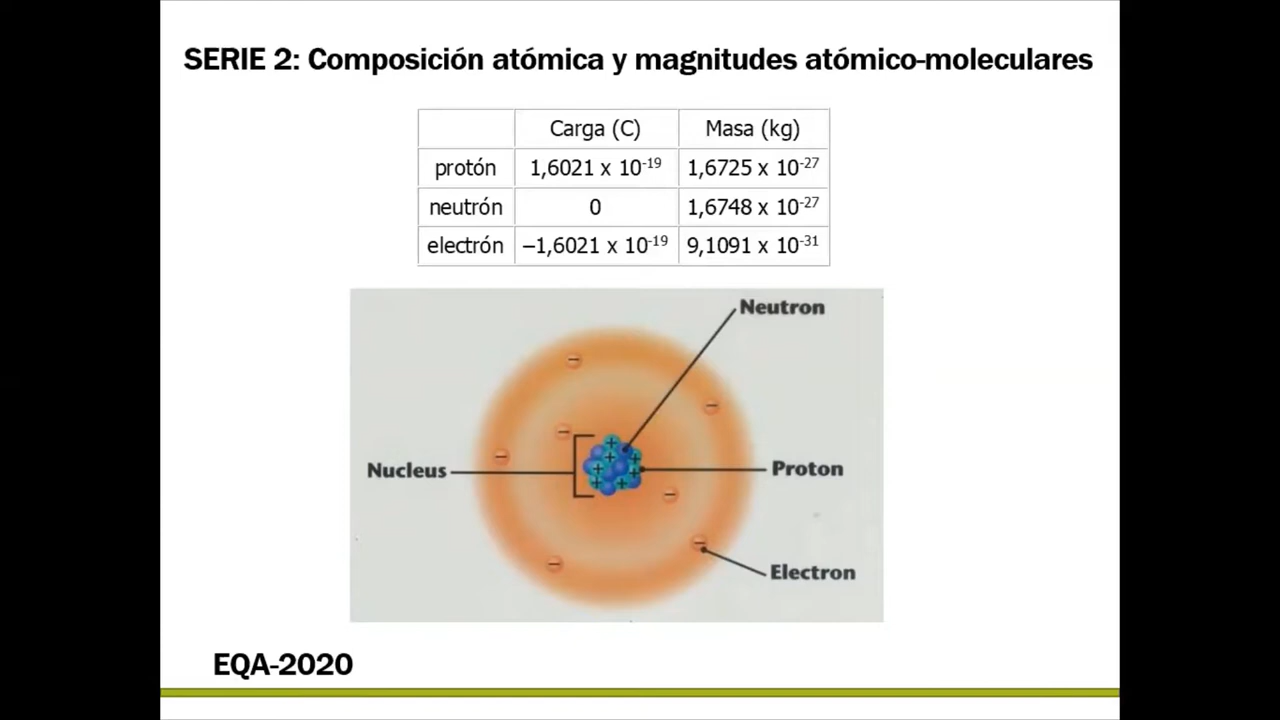 SERIE 2: Composición atómica y magnitudes atómico-moleculares
Carga (C) Masa (kg)
protón 1,6021 x 10⁻¹⁹ 1,6725 x 10⁻²⁷
neutrón 0 1,6748 x 10⁻²⁷
electrón –1,6021 x 10⁻¹⁹ 9,1091 x 10⁻³¹
Neutron
Nucleus
Proton
Electron
EQA-2020